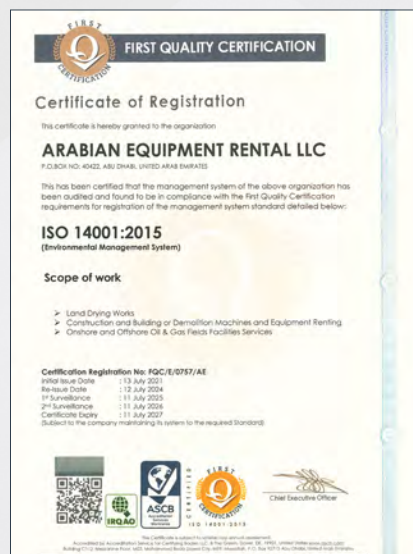 FIRST
CERTIFICATION
FIRST QUALITY CERTIFICATION
Certificate of Registration
This certificate is hereby granted to the organization
ARABIAN EQUIPMENT RENTAL LLC
P.O.BOX NO: 40422, ABU DHABI, UNITED ARAB EMIRATES
This has been certified that the management system of the above organization has
been audited and found to be in compliance with the First Quality Certification
requirements for registration of the management system standard detailed below:
ISO 14001:2015
(Environmental Management System)
Scope of work
➢ Land Drying Works
➢ Construction and Building or Demolition Machines and Equipment Renting
➢ Onshore and Offshore Oil & Gas Fields Facilities Services
Certification Registration No: FQC/E/0757/AE
Initial Issue Date : 13 July 2021
Re-Issue Date : 12 July 2024
1st Surveillance : 11 July 2025
2nd Surveillance : 11 July 2026
Certificate Expiry : 11 July 2027
(Subject to the company maintaining its system to the required Standard)
IRQAO
CERTIFIED
ASCB
FIRST
CERTIFICATION
ISO 14001:2015
Chief Executive Officer